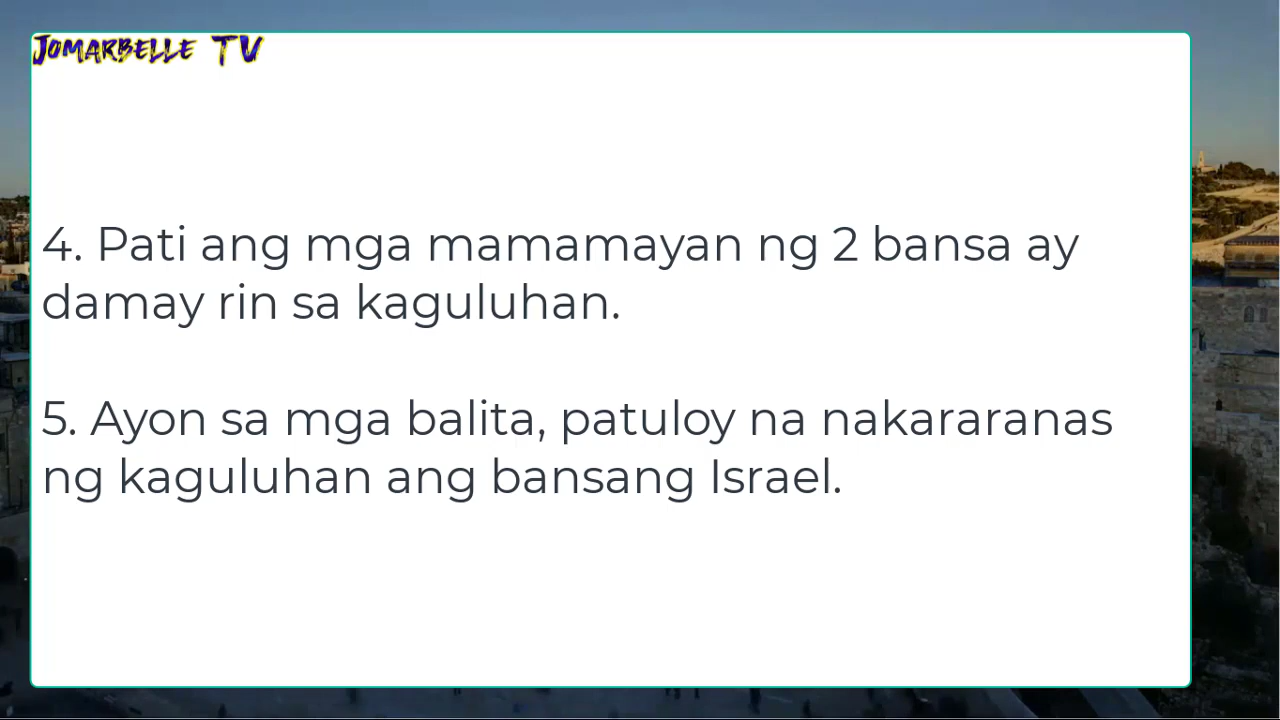 JOMARBELLE TV
4. Pati ang mga mamamayan ng 2 bansa ay
damay rin sa kaguluhan.
5. Ayon sa mga balita, patuloy na nakararanas
ng kaguluhan ang bansang Israel.